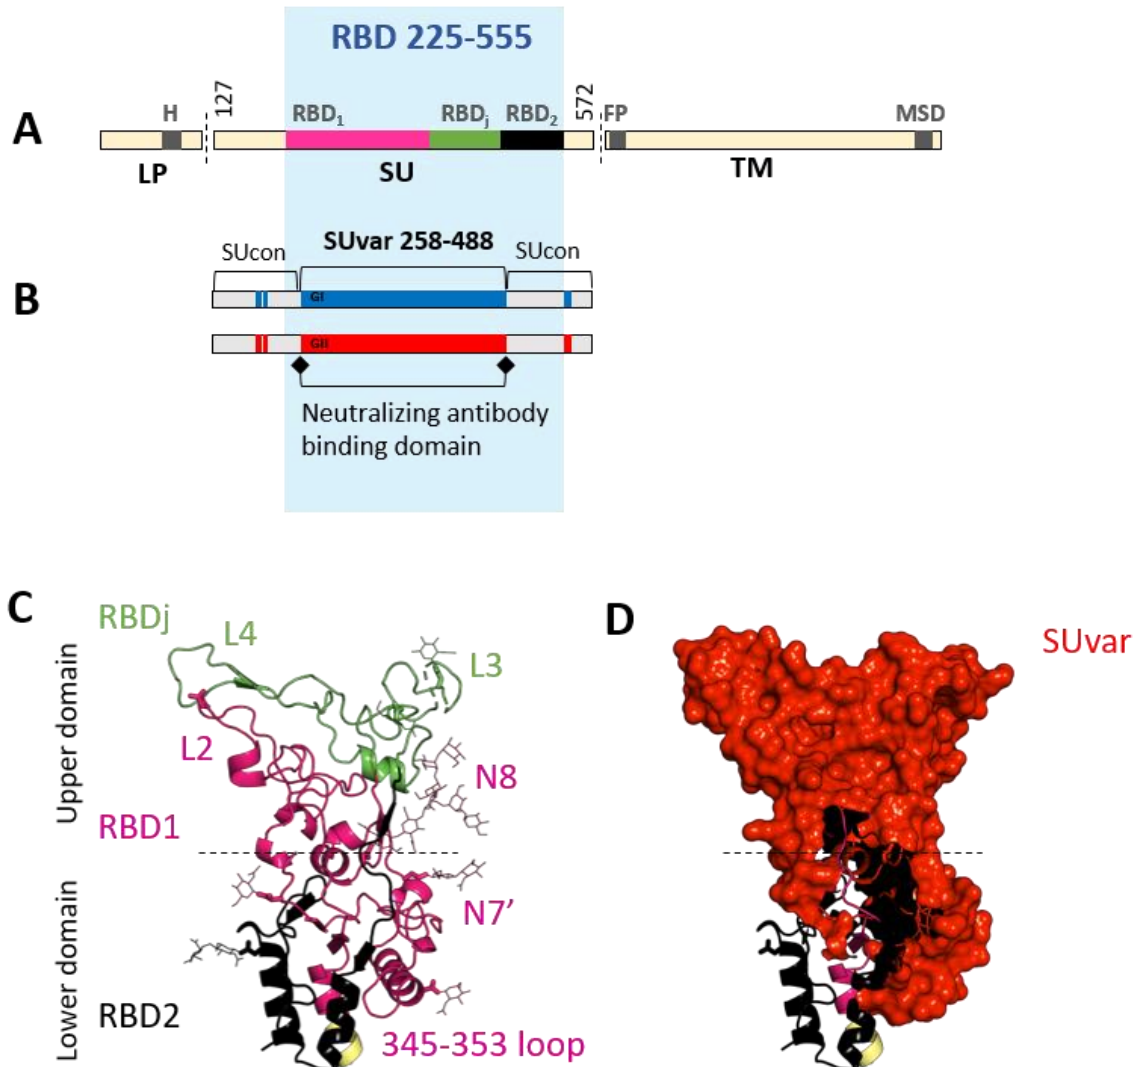 RBD 225-555
A
H
127
RBD1
RBDj
RBD2
572
FP
MSD
LP
SU
TM
B
SUcon
SUvar 258-488
SUcon
GI
GII
Neutralizing antibody
binding domain
C
RBDj
L4
L3
L2
N8
RBD1
N7’
RBD2
345-353 loop
Upper domain
Lower domain
D
SUvar